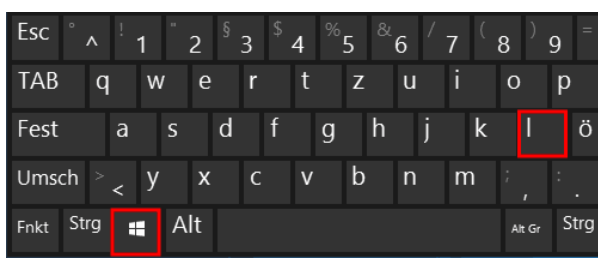 Esc ° ^ ! 1 " 2 § 3 $ 4 % 5 & 6 / 7 ( 8 ) 9 =
TAB q w e r t z u i o p
Fest a s d f g h j k l ö
Umsch > < y x c v b n m ; , : .
Fnkt Strg Alt Alt Gr Strg